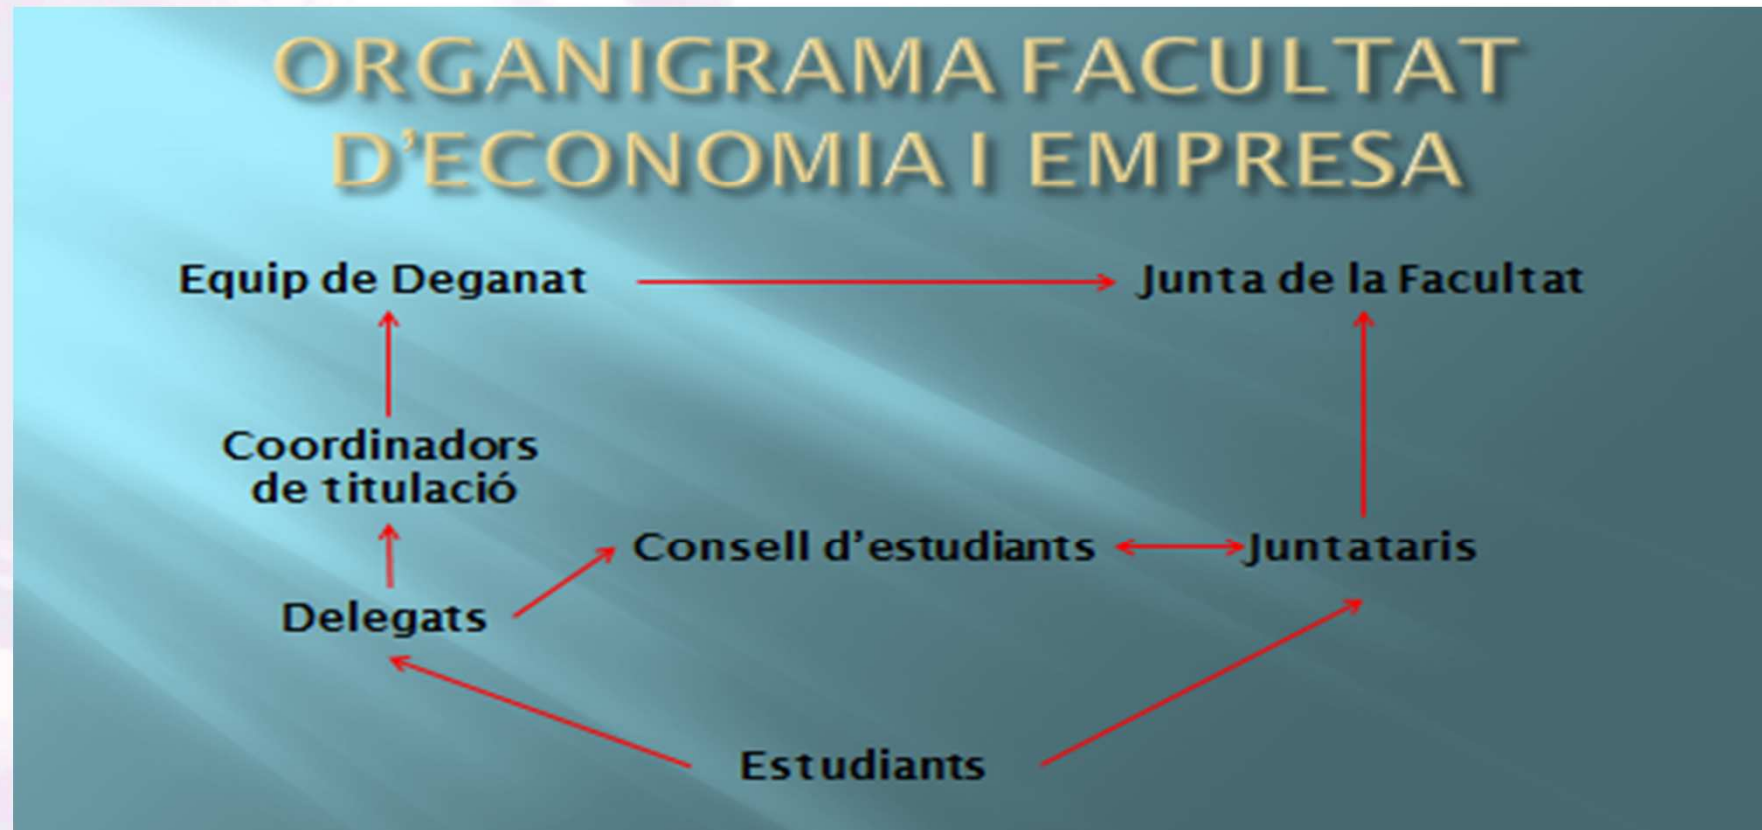 ORGANIGRAMA FACULTAT
D'ECONOMIA I EMPRESA
Equip de Deganat
Junta de la Facultat
Coordinadors
de titulació
Consell d'estudiants
Juntataris
Delegats
Estudiants